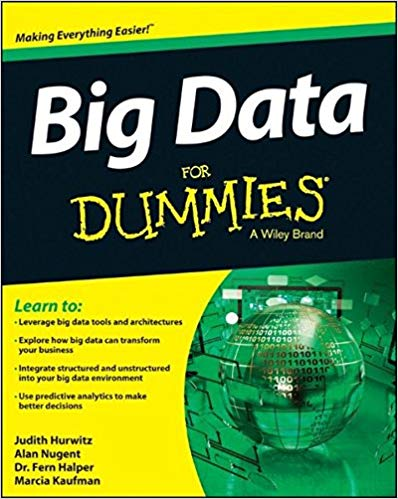 Making Everything Easier!™
Big Data
FOR
DUMMIES®
A Wiley Brand
Learn to:
• Leverage big data tools and architectures
• Explore how big data can transform
your business
• Integrate structured and unstructured
into your big data environment
• Use predictive analytics to make
better decisions
Judith Hurwitz
Alan Nugent
Dr. Fern Halper
Marcia Kaufman